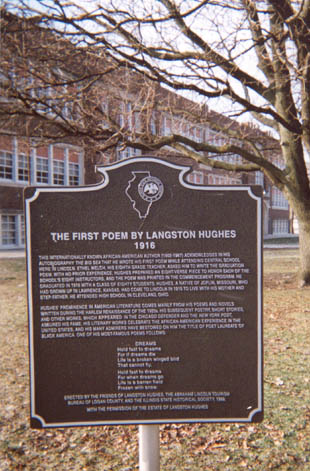 THE FIRST POEM BY LANGSTON HUGHES
1916
THIS INTERNATIONALLY KNOWN AFRICAN-AMERICAN AUTHOR (1902-1967) ACKNOWLEDGES IN HIS
AUTOBIOGRAPHY THE BIG SEA THAT HE WROTE HIS FIRST POEM WHILE ATTENDING CENTRAL SCHOOL
HERE IN LINCOLN. ETHEL WELCH, HIS EIGHTH GRADE TEACHER, ASKED HIM TO WRITE THE GRADUATION
POEM. WITH NO PRIOR EXPERIENCE, HUGHES PREPARED AN EIGHT-VERSE PIECE TO HONOR EACH OF THE
SCHOOL'S EIGHT INSTRUCTORS, AND THE POEM WAS PRINTED IN THE COMMENCEMENT PROGRAM. HE
GRADUATED IN 1916 WITH A CLASS OF EIGHTY STUDENTS. HUGHES, A NATIVE OF JOPLIN, MISSOURI, WHO
HAD GROWN UP IN LAWRENCE, KANSAS, HAD COME TO LINCOLN IN 1915 TO LIVE WITH HIS MOTHER AND
STEP-FATHER. HE ATTENDED HIGH SCHOOL IN CLEVELAND, OHIO.
HUGHES' PROMINENCE IN AMERICAN LITERATURE COMES MAINLY FROM HIS POEMS AND NOVELS
WRITTEN DURING THE HARLEM RENAISSANCE OF THE 1920s. HIS SUBSEQUENT POETRY, SHORT STORIES,
AND OTHER WORKS, WHICH APPEARED IN THE CHICAGO DEFENDER AND THE NEW YORK POST,
ASSURED HIS FAME. HIS LITERARY WORKS CELEBRATE THE AFRICAN-AMERICAN EXPERIENCE IN THE
UNITED STATES, AND HIS MANY ADMIRERS HAVE BESTOWED ON HIM THE TITLE OF POET LAUREATE OF
BLACK AMERICA. ONE OF HIS MOST-FAMOUS POEMS FOLLOWS:
DREAMS
Hold fast to dreams
For if dreams die
Life is a broken winged bird
That cannot fly.
Hold fast to dreams
For when dreams go
Life is a barren field
Frozen with snow.
ERECTED BY THE FRIENDS OF LANGSTON HUGHES, THE ABRAHAM LINCOLN TOURISM
BUREAU OF LOGAN COUNTY, AND THE ILLINOIS STATE HISTORICAL SOCIETY,
WITH THE PERMISSION OF THE ESTATE OF LANGSTON HUGHES